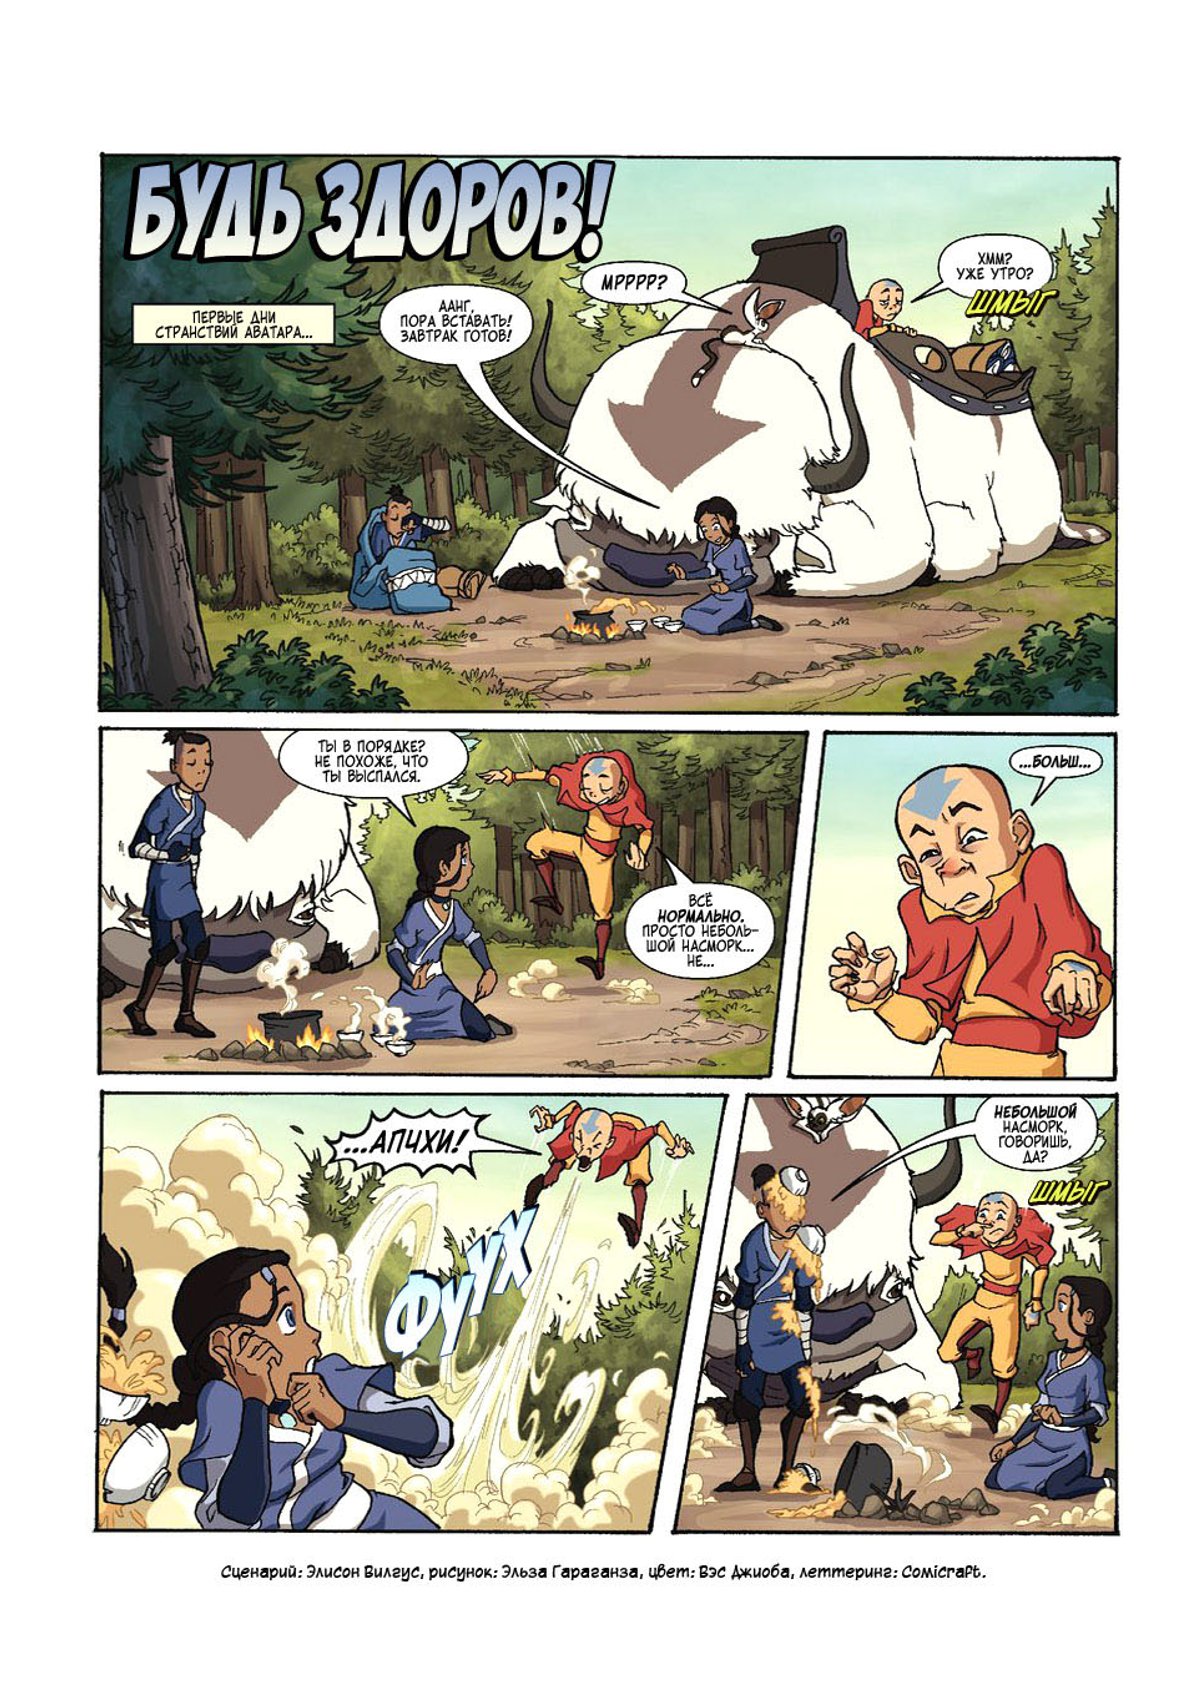 БУДЬ ЗДОРОВ!
ПЕРВЫЕ ДНИ
СТРАНСТВИЙ АВАТАРА...
ААНГ,
ПОРА ВСТАВАТЬ!
ЗАВТРАК ГОТОВ!
МРРРР?
ХММ?
УЖЕ УТРО?
ШМЫГ
ТЫ В ПОРЯДКЕ?
НЕ ПОХОЖЕ, ЧТО
ТЫ ВЫСПАЛСЯ.
ВСЁ
НОРМАЛЬНО.
ПРОСТО НЕБОЛЬ-
ШОЙ НАСМОРК...
НЕ...
...БОЛЬШ...
...АПЧХИ!
ФУУХ
НЕБОЛЬШОЙ
НАСМОРК,
ГОВОРИШЬ,
ДА?
ШМЫГ
Сценарий: Элисон Вилгус, рисунок: Эльза Гараганза, цвет: Вэс Джиоба, леттеринг: Comicraft.